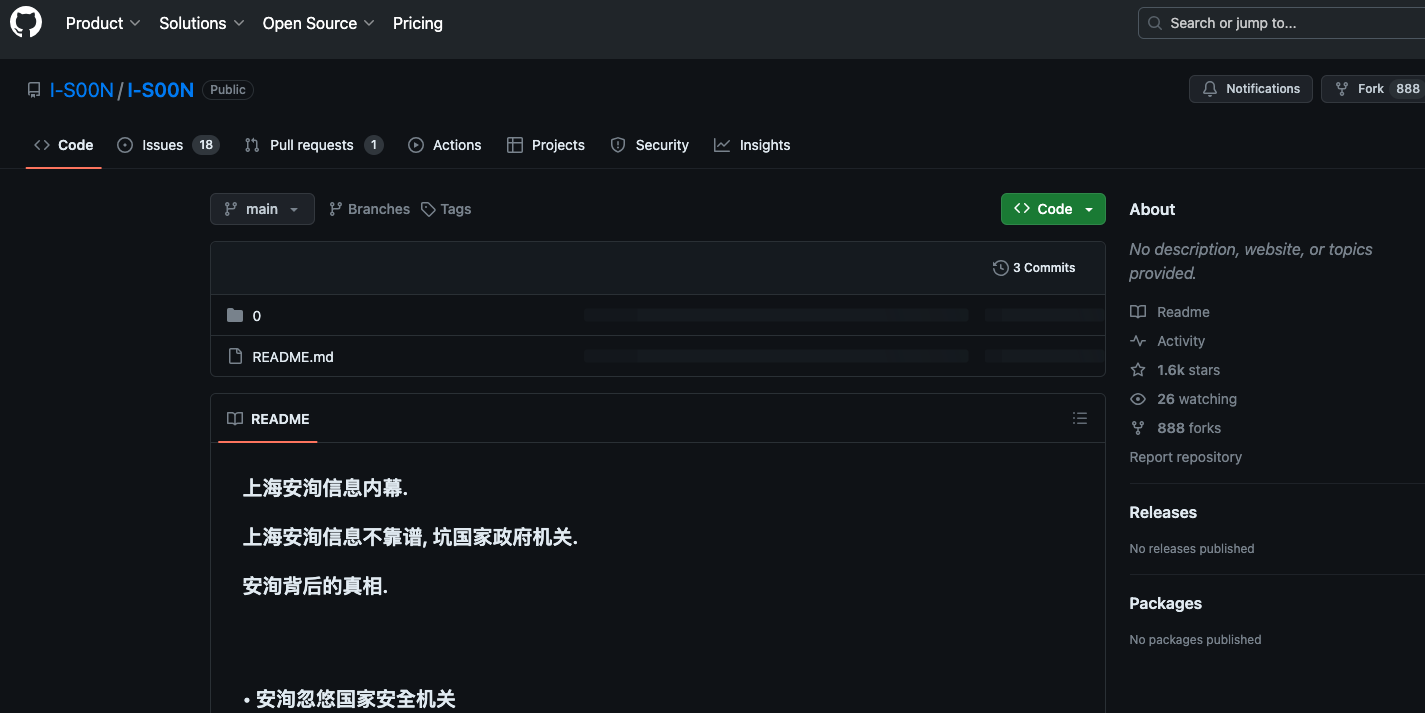 Product Solutions Open Source Pricing Search or jump to...
I-S00N / I-S00N Public Notifications Fork 888
Code Issues 18 Pull requests 1 Actions Projects Security Insights
main Branches Tags Code
3 Commits
0
README.md
README
上海安洵信息内幕.
上海安洵信息不靠谱, 坑国家政府机关.
安洵背后的真相.
• 安洵忽悠国家安全机关
About
No description, website, or topics
provided.
Readme
Activity
1.6k stars
26 watching
888 forks
Report repository
Releases
No releases published
Packages
No packages published